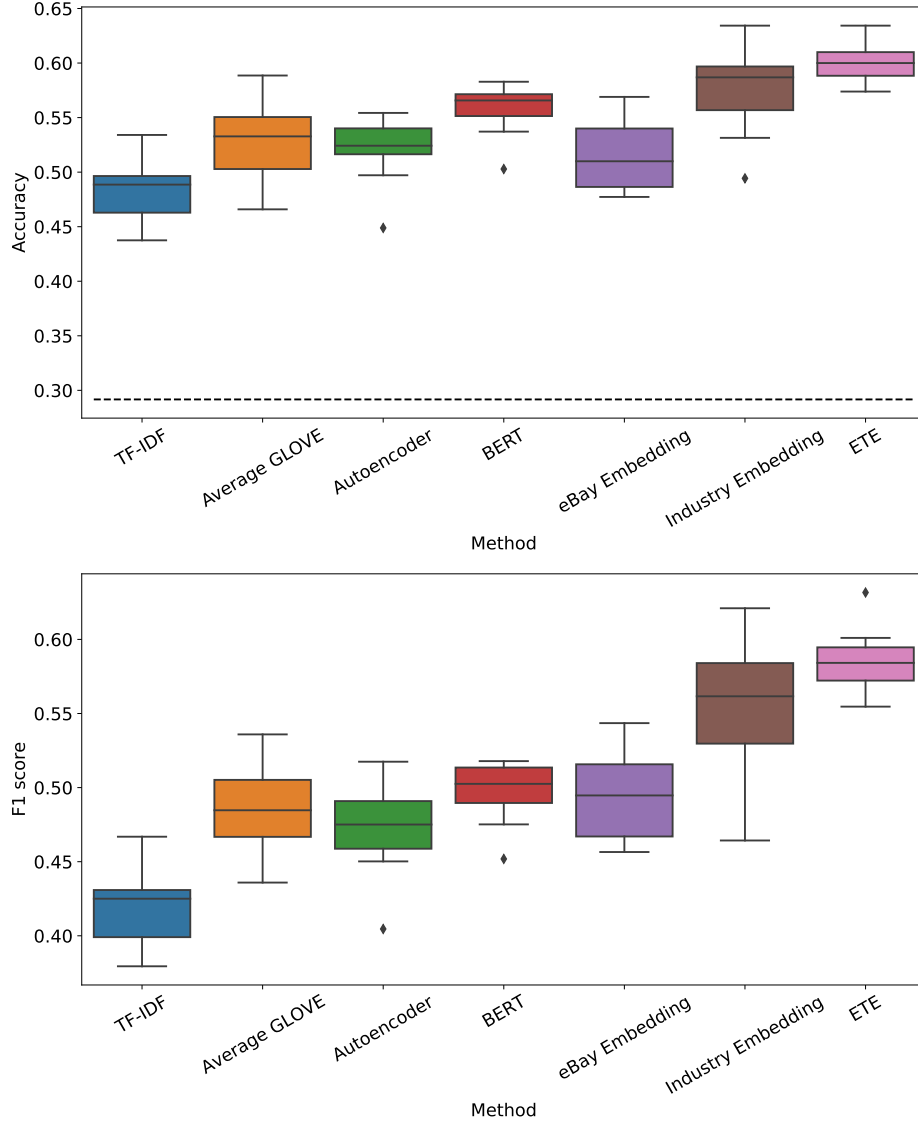 0.65
0.60
0.55
0.50
0.45
0.40
0.35
0.30
Accuracy
TF-IDF
Average GLOVE
Autoencoder
BERT
eBay Embedding
Industry Embedding
ETE
Method
0.60
0.55
0.50
0.45
0.40
F1 score
TF-IDF
Average GLOVE
Autoencoder
BERT
eBay Embedding
Industry Embedding
ETE
Method